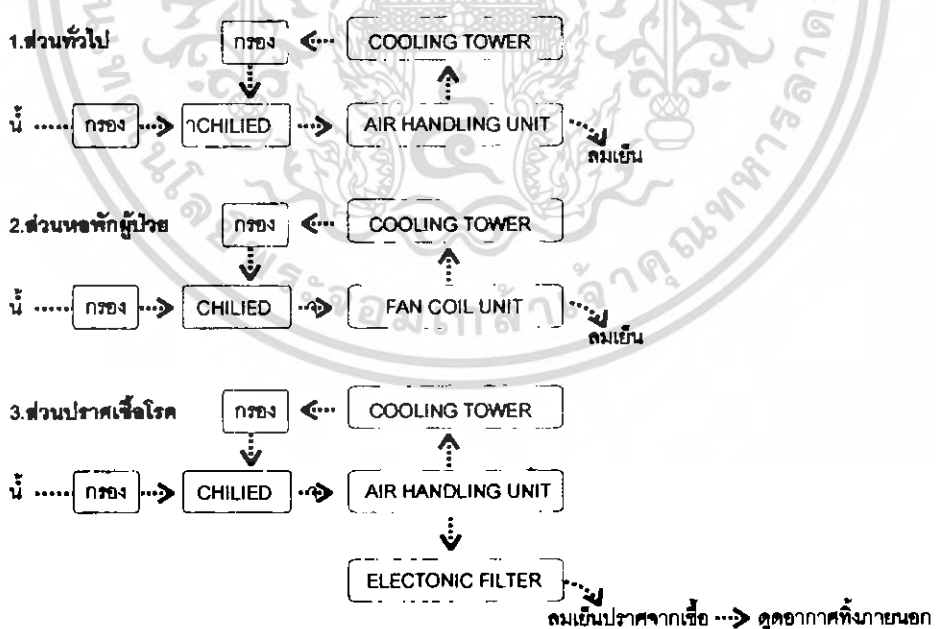 1.ส่วนทั่วไป กรอง COOLING TOWER
น้ำ กรอง CHILIED AIR HANDLING UNIT
ลมเย็น
2.ส่วนหอพักผู้ป่วย กรอง COOLING TOWER
น้ำ กรอง CHILIED FAN COIL UNIT
ลมเย็น
3.ส่วนปราศเชื้อโรค กรอง COOLING TOWER
น้ำ กรอง CHILIED AIR HANDLING UNIT
ELECTONIC FILTER
ลมเย็นปราศจากเชื้อ ดูดอากาศทิ้งภายนอก